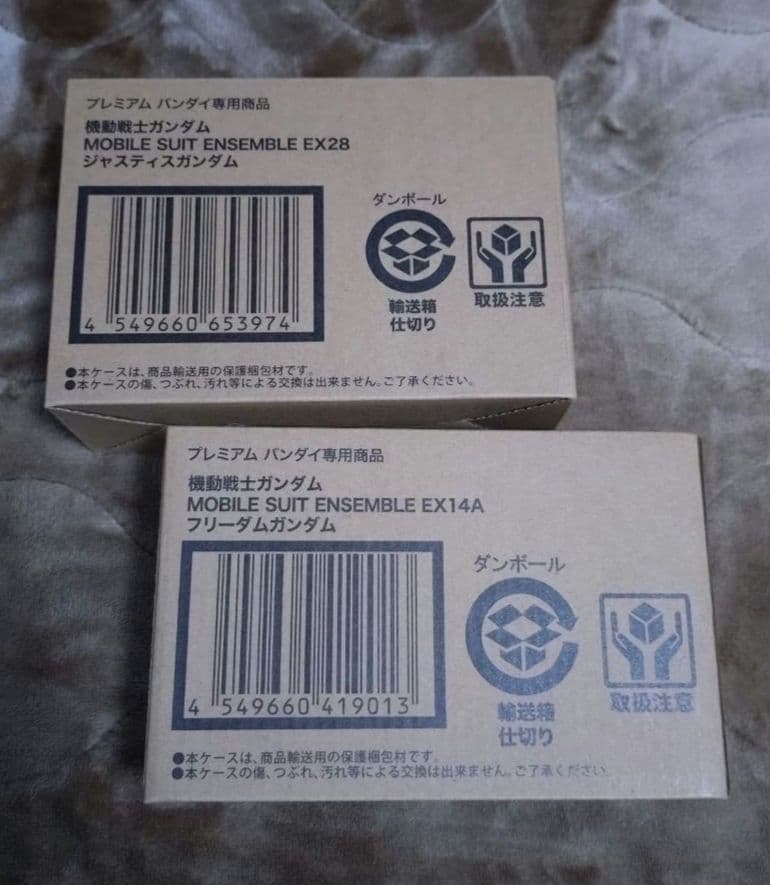 プレミアム バンダイ専用商品
機動戦士ガンダム
MOBILE SUIT ENSEMBLE EX28
ジャスティスガンダム
4 549660 653974
ダンボール
輸送箱
仕切り
取扱注意
●本ケースは、商品輸送用の保護梱包材です。
●本ケースの傷、つぶれ、汚れ等による交換は出来ません。ご了承ください。
プレミアム バンダイ専用商品
機動戦士ガンダム
MOBILE SUIT ENSEMBLE EX14A
フリーダムガンダム
4 549660 419013
ダンボール
輸送箱
仕切り
取扱注意
●本ケースは、商品輸送用の保護梱包材です。
●本ケースの傷、つぶれ、汚れ等による交換は出来ません。ご了承ください。